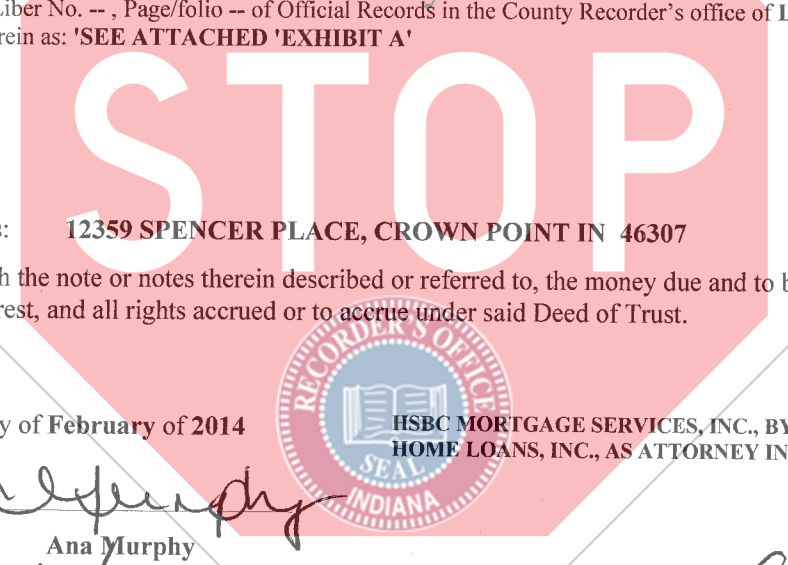 Liber No. -- , Page/folio -- of Official Records in the County Recorder's office of
rein as: 'SEE ATTACHED 'EXHIBIT A'
STOP
s: 12359 SPENCER PLACE, CROWN POINT IN 46307
h the note or notes therein described or referred to, the money due and to b
rest, and all rights accrued or to accrue under said Deed of Trust.
RECORDER'S OFFICE
SEAL
INDIANA
y of February of 2014
HSBC MORTGAGE SERVICES, INC., BY
HOME LOANS, INC., AS ATTORNEY IN
Ana Murphy